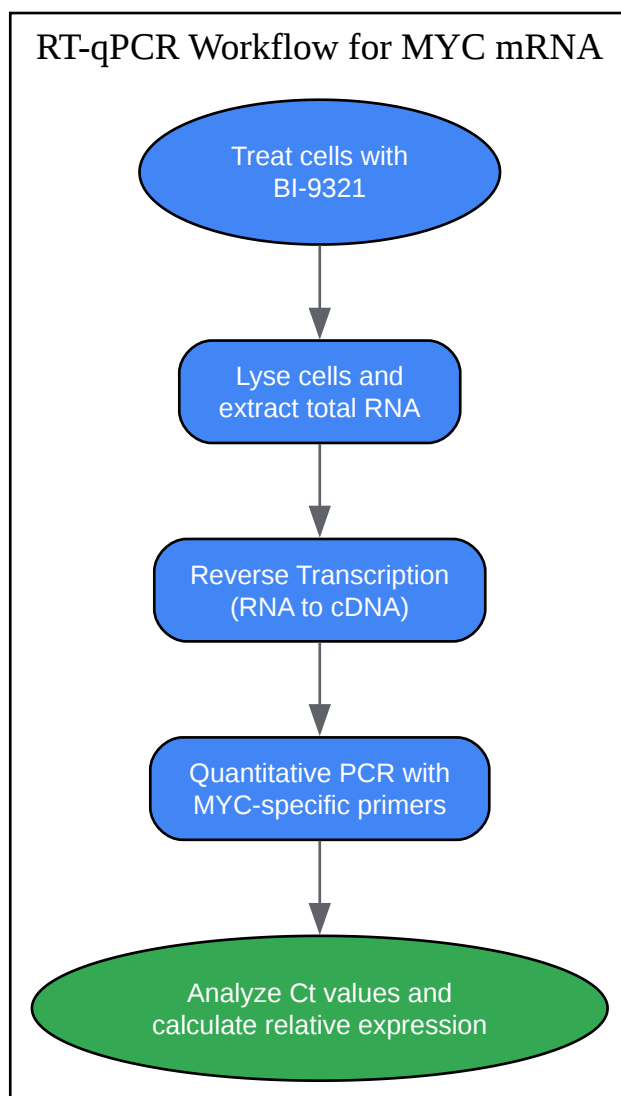 RT-qPCR Workflow for MYC mRNA
Treat cells with
BI-9321
Lyse cells and
extract total RNA
Reverse Transcription
(RNA to cDNA)
Quantitative PCR with
MYC-specific primers
Analyze Ct values and
calculate relative expression